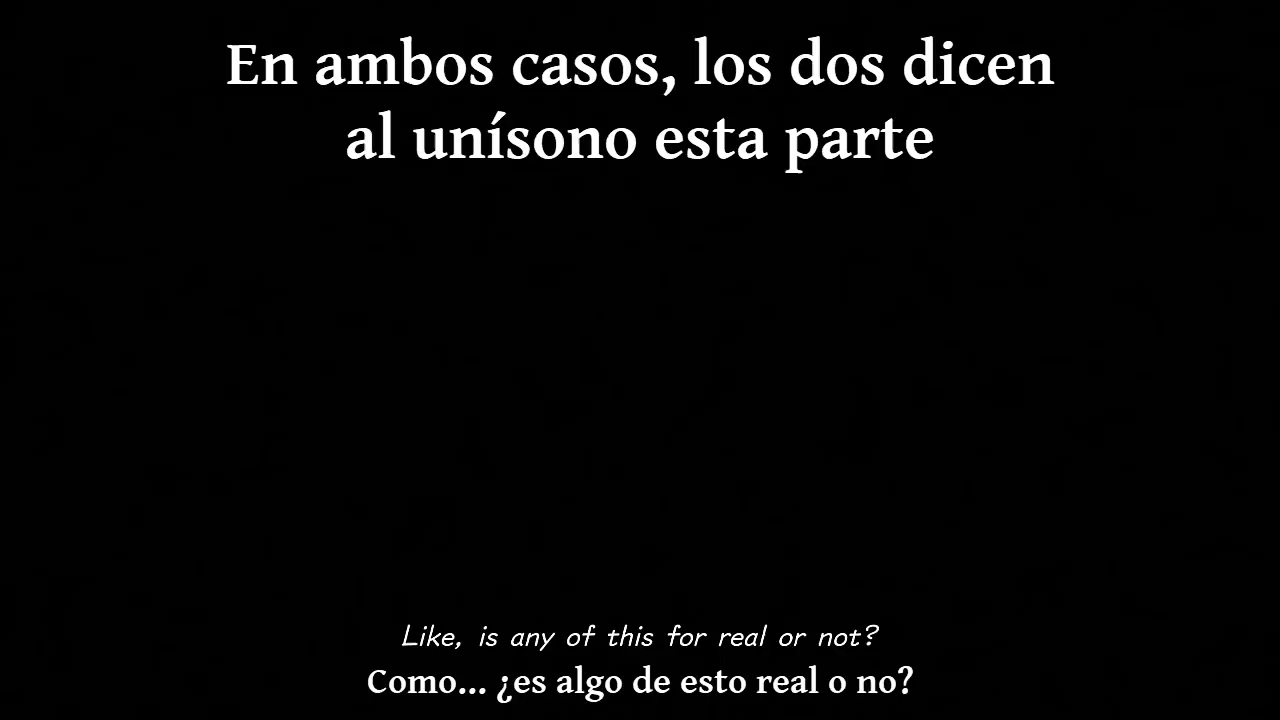 En ambos casos, los dos dicen
al unísono esta parte
Like, is any of this for real or not?
Como... ¿es algo de esto real o no?